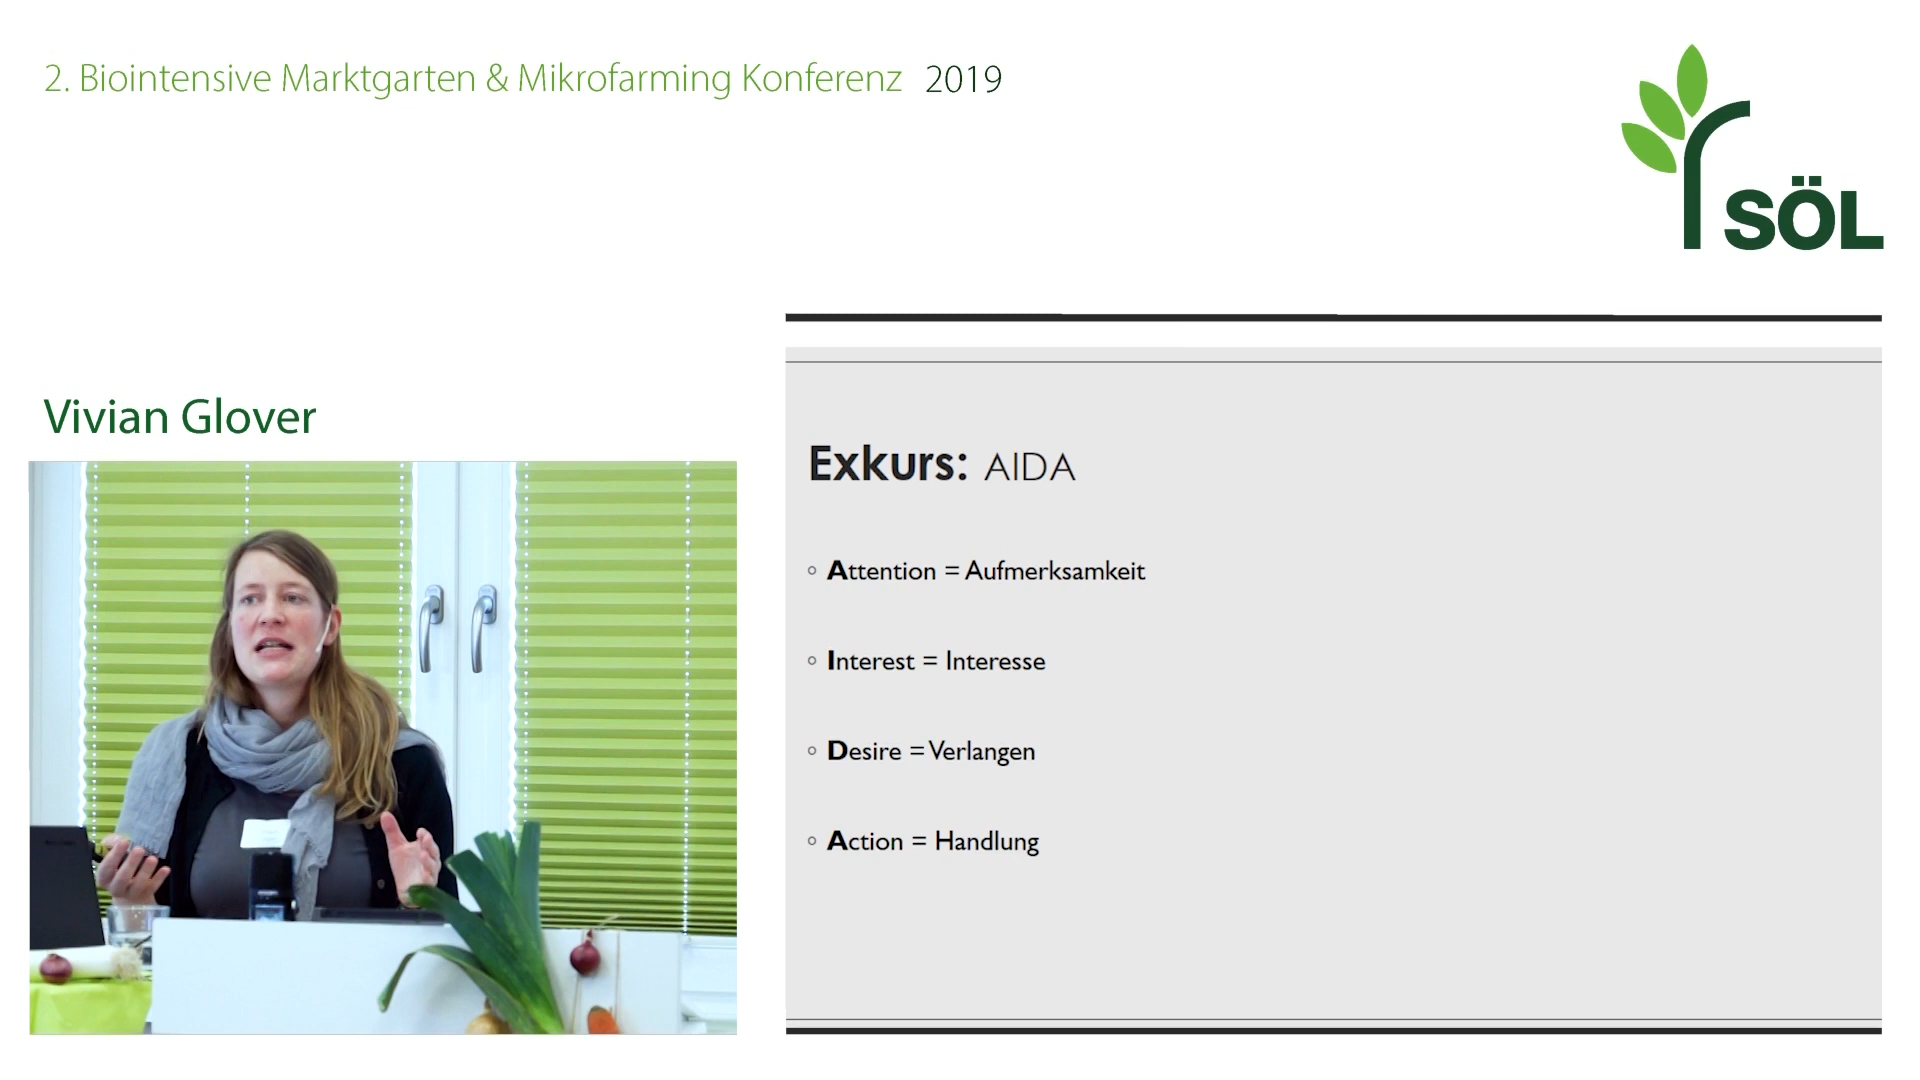 2. Biointensive Marktgarten & Mikrofarming Konferenz 2019
SÖL
Vivian Glover
Exkurs: AIDA
Attention = Aufmerksamkeit
Interest = Interesse
Desire = Verlangen
Action = Handlung